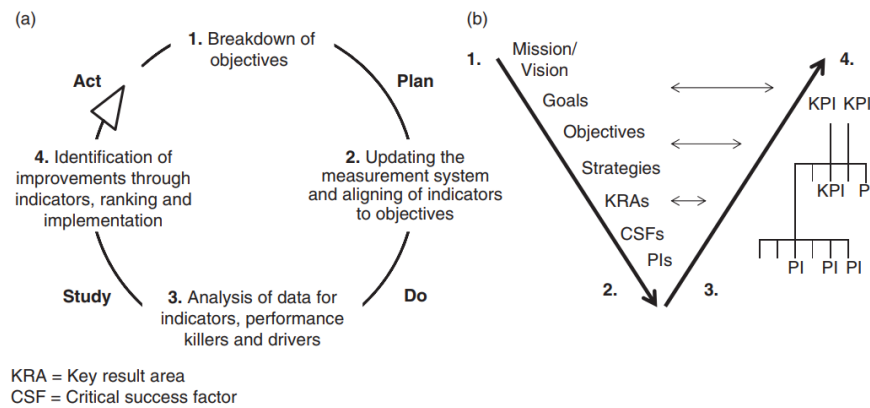 (a)
1. Breakdown of
objectives
Act
Plan
4. Identification of
improvements through
indicators, ranking and
implementation
2. Updating the
measurement system
and aligning of indicators
to objectives
Study
Do
3. Analysis of data for
indicators, performance
killers and drivers
KRA = Key result area
CSF = Critical success factor
(b)
1.
Mission/
Vision
Goals
Objectives
Strategies
KRAs
CSFs
PIs
2.
3.
4.
KPI KPI
KPI P
PI PI PI